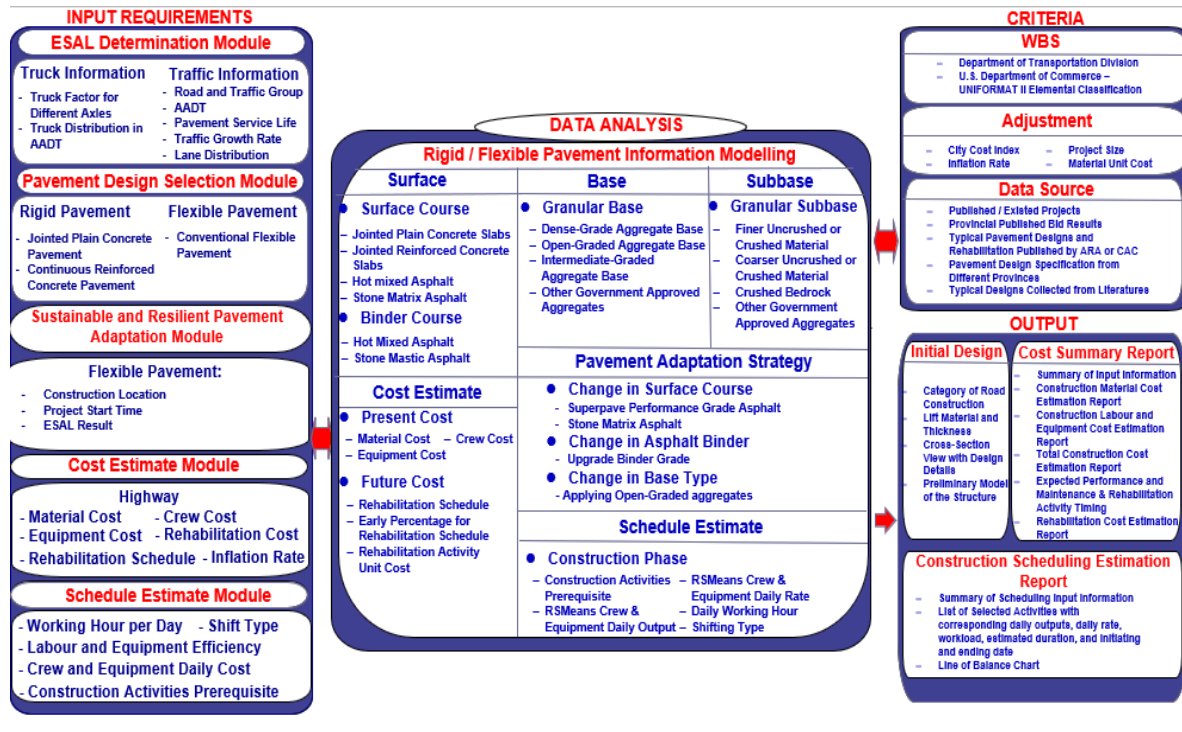 INPUT REQUIREMENTS
ESAL Determination Module
Truck Information
- Truck Factor for
Different Axles
- Truck Distribution in
AADT
Traffic Information
- Road and Traffic Group
- AADT
- Pavement Service Life
- Traffic Growth Rate
- Lane Distribution
Pavement Design Selection Module
Rigid Pavement
- Jointed Plain Concrete
Pavement
- Continuous Reinforced
Concrete Pavement
Flexible Pavement
- Conventional Flexible
Pavement
Sustainable and Resilient Pavement
Adaptation Module
Flexible Pavement:
- Construction Location
- Project Start Time
- ESAL Result
Cost Estimate Module
Highway
- Material Cost - Crew Cost
- Equipment Cost - Rehabilitation Cost
- Rehabilitation Schedule - Inflation Rate
Schedule Estimate Module
- Working Hour per Day - Shift Type
- Labour and Equipment Efficiency
- Crew and Equipment Daily Cost
- Construction Activities Prerequisite
DATA ANALYSIS
Rigid / Flexible Pavement Information Modelling
Surface
● Surface Course
– Jointed Plain Concrete Slabs
– Jointed Reinforced Concrete
Slabs
– Hot mixed Asphalt
– Stone Matrix Asphalt
● Binder Course
– Hot Mixed Asphalt
– Stone Mastic Asphalt
Base
● Granular Base
– Dense-Grade Aggregate Base
– Open-Graded Aggregate Base
– Intermediate-Graded
Aggregate Base
– Other Government Approved
Aggregates
Subbase
● Granular Subbase
– Finer Uncrushed or
Crushed Material
– Coarser Uncrushed or
Crushed Material
– Crushed Bedrock
– Other Government
Approved Aggregates
Cost Estimate
● Present Cost
– Material Cost – Crew Cost
– Equipment Cost
● Future Cost
– Rehabilitation Schedule
– Early Percentage for
Rehabilitation Schedule
– Rehabilitation Activity
Unit Cost
Pavement Adaptation Strategy
● Change in Surface Course
- Superpave Performance Grade Asphalt
- Stone Matrix Asphalt
● Change in Asphalt Binder
- Upgrade Binder Grade
● Change in Base Type
- Applying Open-Graded aggregates
Schedule Estimate
● Construction Phase
– Construction Activities
Prerequisite
– RSMeans Crew &
Equipment Daily Output
– RSMeans Crew &
Equipment Daily Rate
– Daily Working Hour
– Shifting Type
CRITERIA
WBS
– Department of Transportation Division
– U.S. Department of Commerce –
UNIFORMAT II Elemental Classification
Adjustment
– City Cost Index – Project Size
– Inflation Rate – Material Unit Cost
Data Source
– Published / Existed Projects
– Provincial Published Bid Results
– Typical Pavement Designs and
Rehabilitation Published by ARA or CAC
– Pavement Design Specification from
Different Provinces
– Typical Designs Collected from Literatures
OUTPUT
Initial Design
– Category of Road
Construction
– Lift Material and
Thickness
– Cross-Section
View with Design
Details
– Preliminary Model
of the Structure
Cost Summary Report
– Summary of Input Information
– Construction Material Cost
Estimation Report
– Construction Labour and
Equipment Cost Estimation
Report
– Total Construction Cost
Estimation Report
– Expected Performance and
Maintenance & Rehabilitation
Activity Timing
– Rehabilitation Cost Estimation
Report
Construction Scheduling Estimation
Report
– Summary of Scheduling Input Information
– List of Selected Activities with
corresponding daily outputs, daily rate,
workload, estimated duration, and initiating
and ending date
– Line of Balance Chart